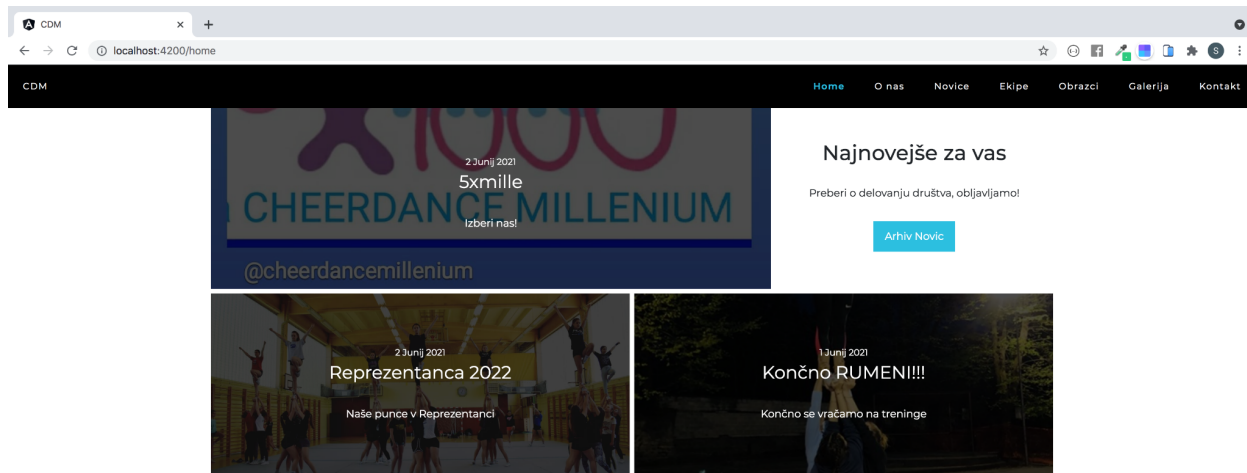 CDM
localhost:4200/home
S
CDM
Home O nas Novice Ekipe Obrazci Galerija Kontakt
CHEERDANCE MILLENIUM
@cheerdancemillenium
2 Junij 2021
5xmille
Izberi nas!
Najnovejše za vas
Preberi o delovanju društva, obljavljamo!
Arhiv Novic
2 Junij 2021
Reprezentanca 2022
Naše punce v Reprezentanci
1 Junij 2021
Končno RUMENI!!!
Končno se vračamo na treninge